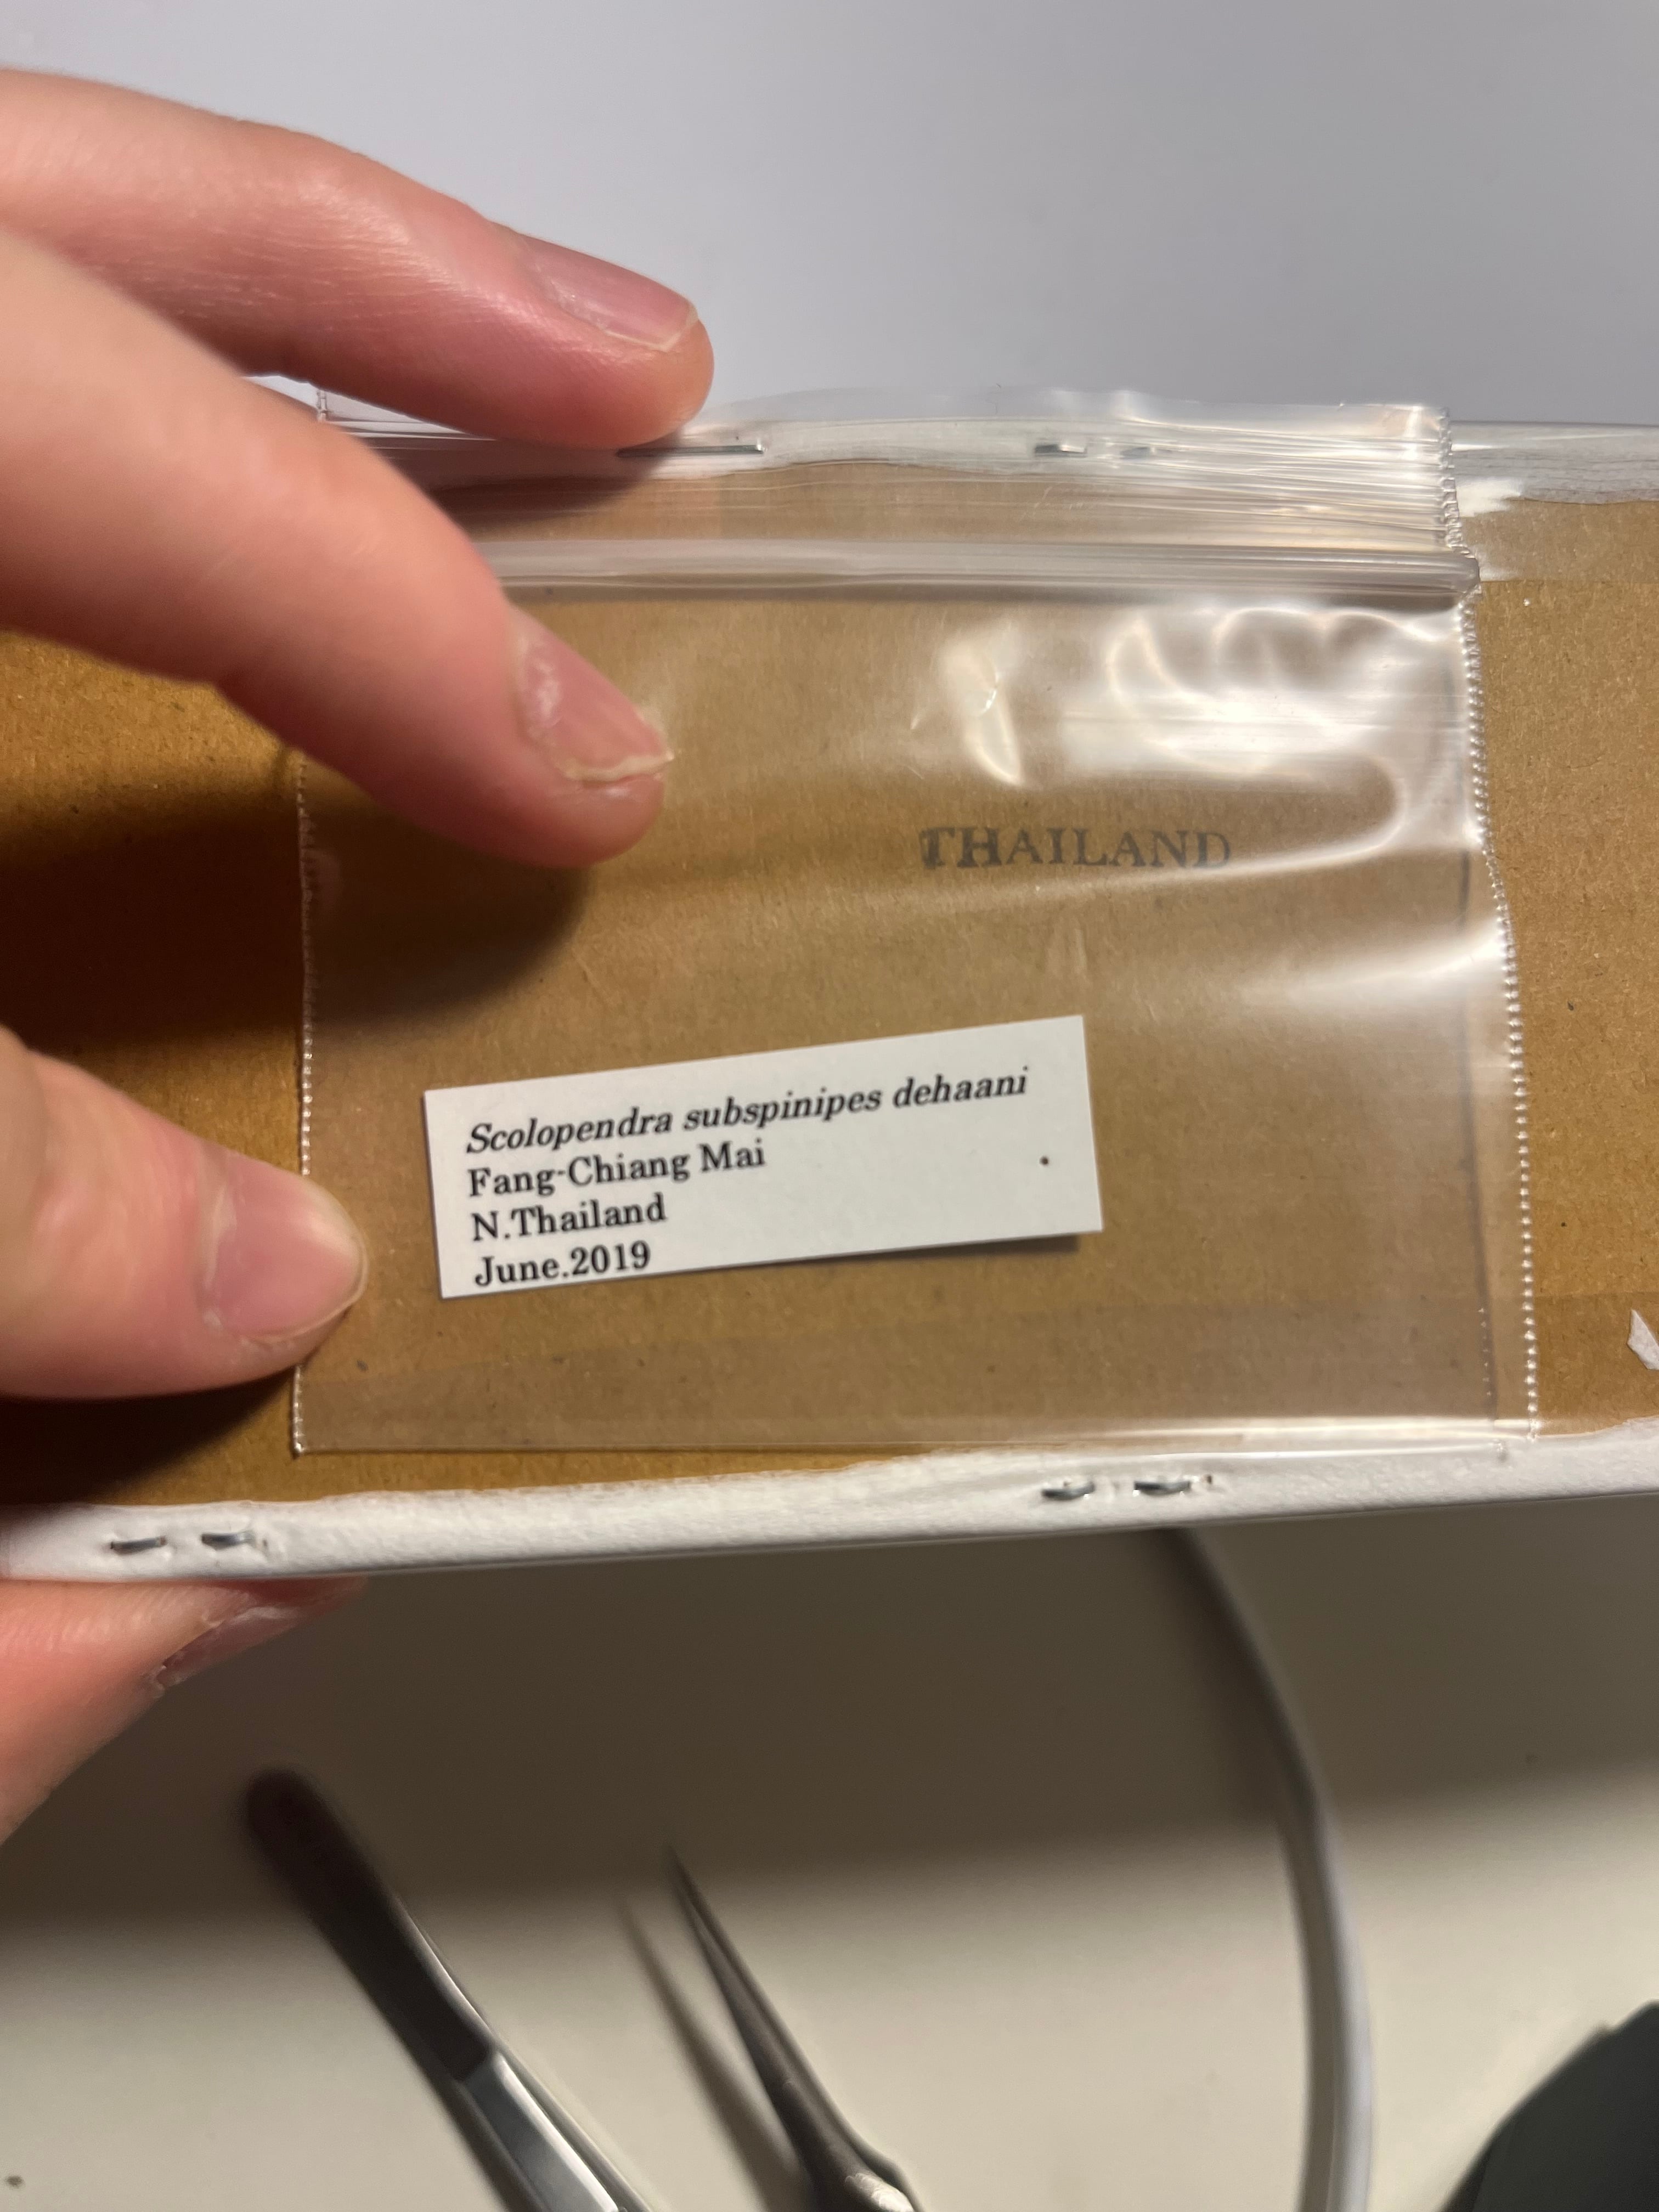 THAILAND
Scolopendra subspinipes dehaani
Fang-Chiang Mai
N.Thailand
June.2019